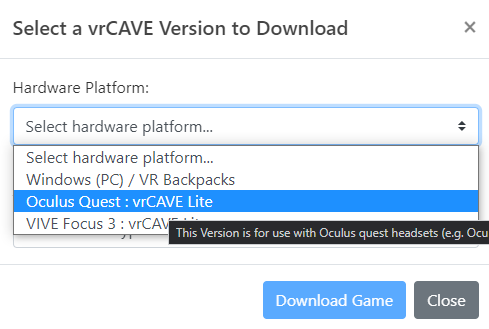 Select a vrCAVE Version to Download
×
Hardware Platform:
Select hardware platform...
Select hardware platform...
Windows (PC) / VR Backpacks
Oculus Quest : vrCAVE Lite
VIVE Focus 3 : vrCAVE
This Version is for use with Oculus quest headsets (e.g. Ocu
Download Game
Close